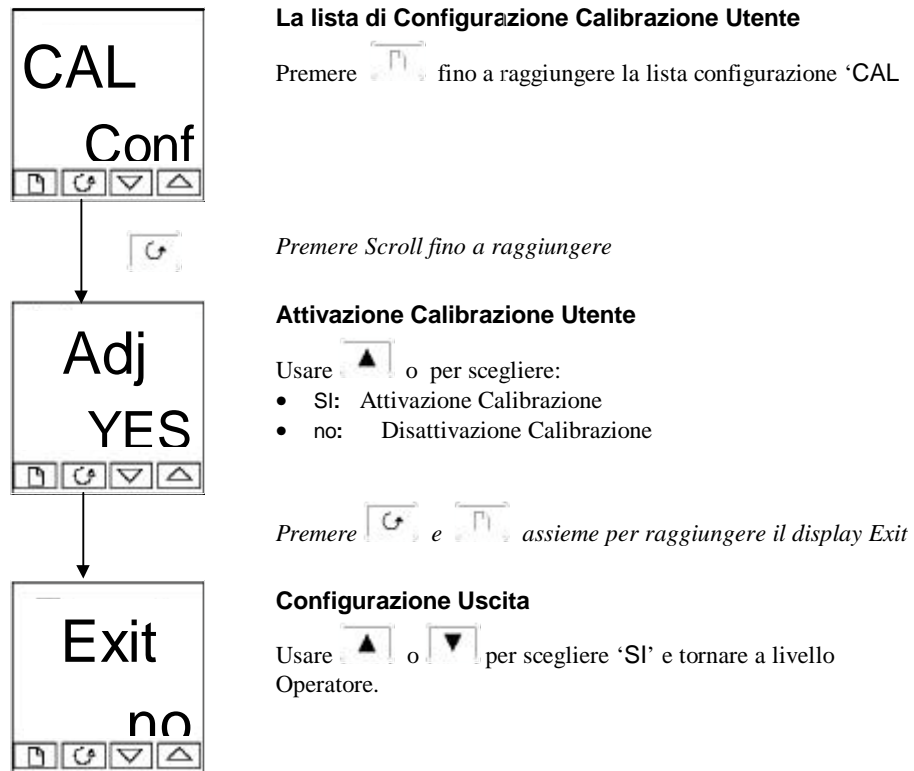 La lista di Configurazione Calibrazione Utente
CAL
Conf
Premere fino a raggiungere la lista configurazione ‘CAL
Premere Scroll fino a raggiungere
Adj
YES
Attivazione Calibrazione Utente
Usare ▲ o per scegliere:
• SI: Attivazione Calibrazione
• no: Disattivazione Calibrazione
Premere e assieme per raggiungere il display Exit
Exit
no
Configurazione Uscita
Usare ▲ o ▼ per scegliere ‘SI’ e tornare a livello
Operatore.